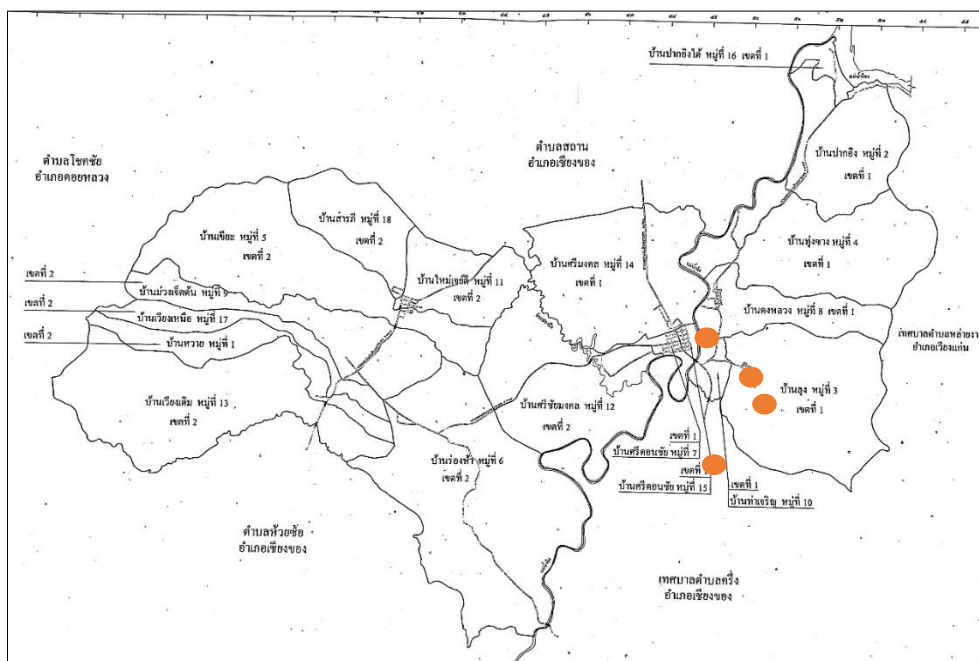 บ้านปากอิงใต้ หมู่ที่ 16 เขตที่ 1
แม่น้ำโขง
ตำบลโชคชัย
อำเภอดอยหลวง
ตำบลสถาน
อำเภอเชียงของ
บ้านปากอิง หมู่ที่ 2
เขตที่ 1
บ้านสารภี หมู่ที่ 18
เขตที่ 2
บ้านเขียะ หมู่ที่ 5
เขตที่ 2
บ้านทุ่งซาง หมู่ที่ 4
เขตที่ 1
บ้านศรีมงคล หมู่ที่ 14
เขตที่ 1
บ้านใหม่เจดีย์ หมู่ที่ 11
เขตที่ 2
เขตที่ 2
บ้านม่วงเจ็ดต้น หมู่ที่ 9
เขตที่ 2
บ้านเวียงเหนือ หมู่ที่ 17
เขตที่ 2
บ้านหวาย หมู่ที่ 1
บ้านดงหลวง หมู่ที่ 8 เขตที่ 1
เทศบาลตำบลหล่ายงาว
อำเภอเวียงแก่น
บ้านเวียงเดิม หมู่ที่ 13
เขตที่ 2
บ้านลุง หมู่ที่ 3
เขตที่ 1
บ้านศรีชัยมงคล หมู่ที่ 12
เขตที่ 2
บ้านร่องห้า หมู่ที่ 6
เขตที่ 2
เขตที่ 1
บ้านศรีดอนชัย หมู่ที่ 7
เขตที่
บ้านศรีดอนชัย หมู่ที่ 15
เขตที่ 1
บ้านท่าเจริญ หมู่ที่ 10
ตำบลห้วยซ้อ
อำเภอเชียงของ
เทศบาลตำบลครึ่ง
อำเภอเชียงของ